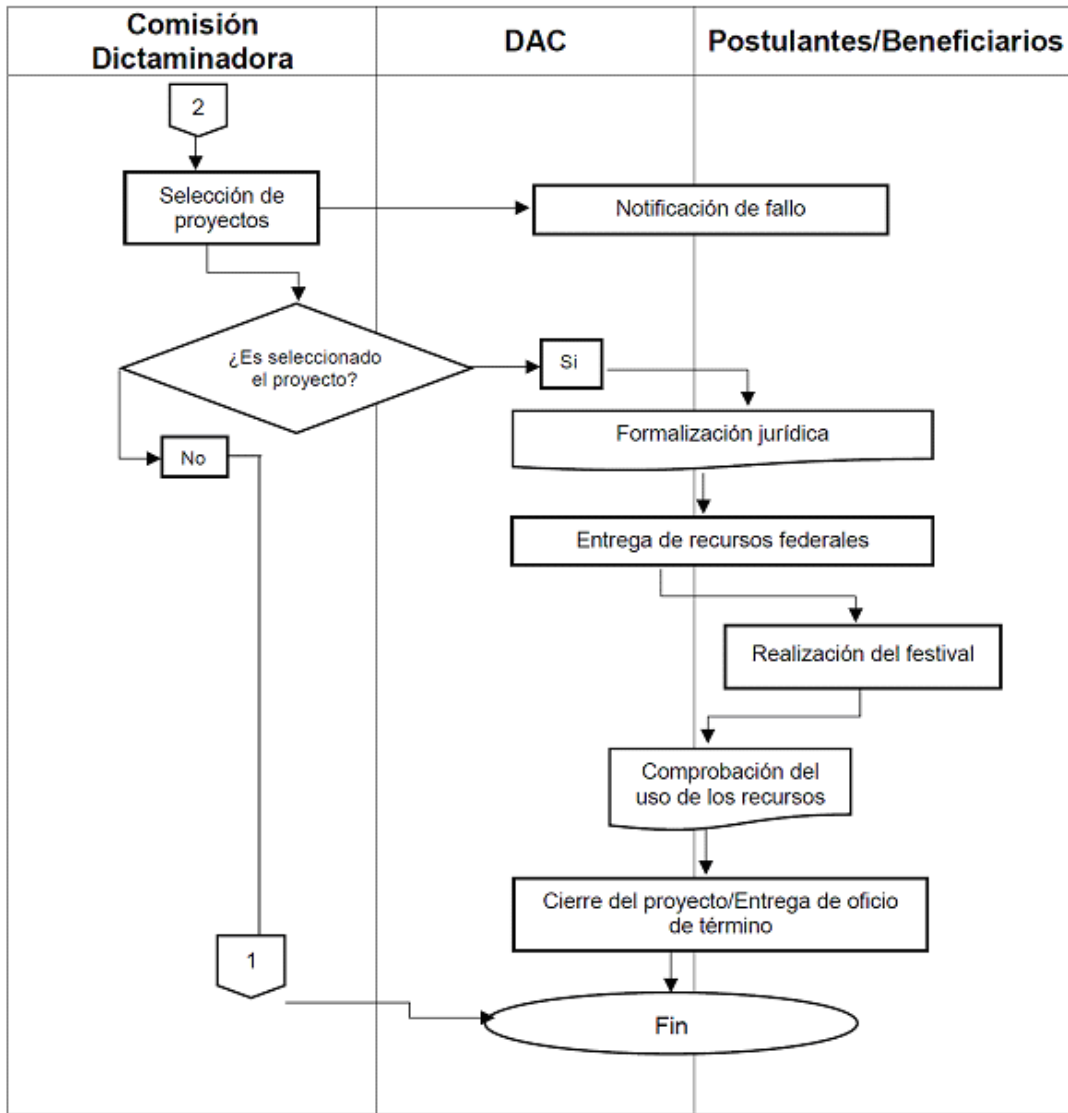 Comisión
Dictaminadora
DAC
Postulantes/Beneficiarios
2
Selección de
proyectos
Notificación de fallo
¿Es seleccionado
el proyecto?
Si
No
Formalización jurídica
Entrega de recursos federales
Realización del festival
Comprobación del
uso de los recursos
Cierre del proyecto/Entrega de oficio
de término
1
Fin